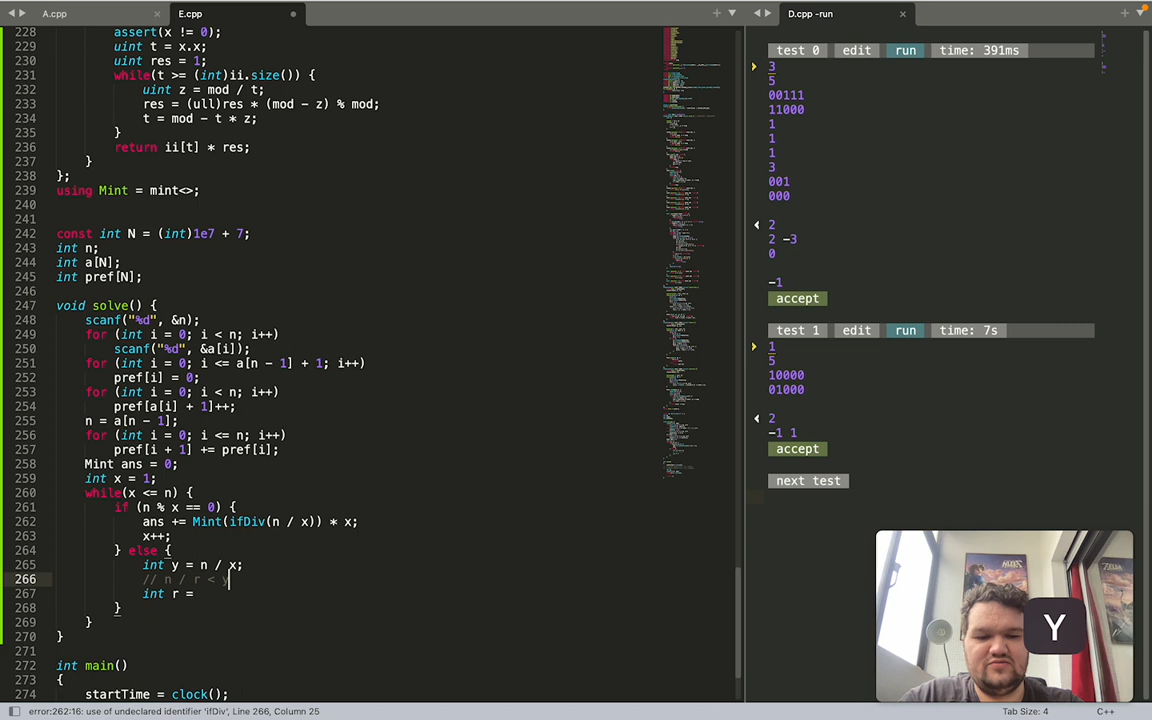 A.cpp × E.cpp
D.cpp -run ×
228 assert(x != 0);
229 uint t = x.x;
230 uint res = 1;
231 while(t >= (int)ii.size()) {
232 uint z = mod / t;
233 res = (ull)res * (mod - z) % mod;
234 t = mod - t * z;
235 }
236 return ii[t] * res;
237 }
238 };
239 using Mint = mint<>;
240
241
242 const int N = (int)1e7 + 7;
243 int n;
244 int a[N];
245 int pref[N];
246
247 void solve() {
248 scanf("%d", &n);
249 for (int i = 0; i < n; i++)
250 scanf("%d", &a[i]);
251 for (int i = 0; i <= a[n - 1] + 1; i++)
252 pref[i] = 0;
253 for (int i = 0; i < n; i++)
254 pref[a[i] + 1]++;
255 n = a[n - 1];
256 for (int i = 0; i <= n; i++)
257 pref[i + 1] += pref[i];
258 Mint ans = 0;
259 int x = 1;
260 while(x <= n) {
261 if (n % x == 0) {
262 ans += Mint(ifDiv(n / x)) * x;
263 x++;
264 } else {
265 int y = n / x;
266 // n / r < y
267 int r =
268 }
269 }
270 }
271
272 int main()
273 {
274 startTime = clock();
test 0 edit run time: 391ms
3
5
00111
11000
1
1
1
3
001
000
2
2 -3
0
-1
accept
test 1 edit run time: 7s
1
5
10000
01000
2
-1 1
accept
next test
ZELDA
Y
error:262:16: use of undeclared identifier 'ifDiv', Line 266, Column 25
Tab Size: 4 C++